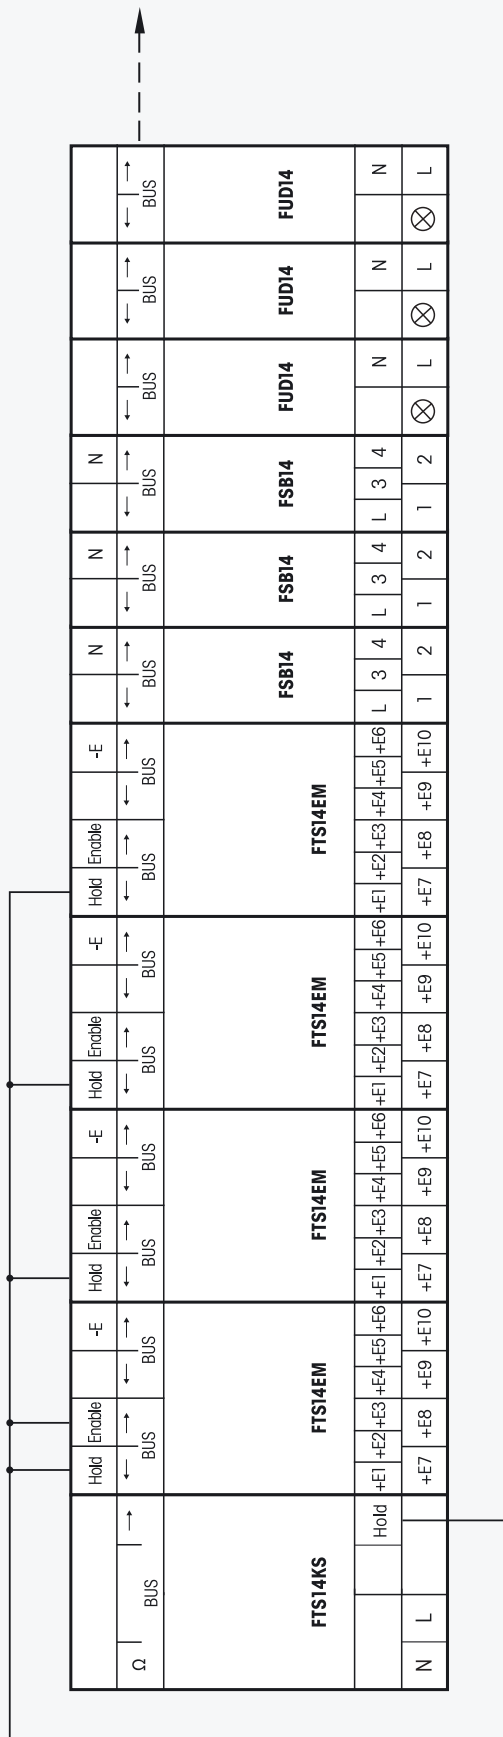 Hold Enable -E Hold Enable -E Hold Enable -E Hold Enable -E N N N
Ω
BUS BUS BUS BUS BUS BUS BUS BUS BUS BUS BUS BUS BUS BUS BUS
FTS14KS FTS14EM FTS14EM FTS14EM FTS14EM FSB14 FSB14 FSB14 FUD14 FUD14 FUD14
Hold +E1 +E2 +E3 +E4 +E5 +E6 +E1 +E2 +E3 +E4 +E5 +E6 +E1 +E2 +E3 +E4 +E5 +E6 +E1 +E2 +E3 +E4 +E5 +E6 L 3 4 L 3 4 L 3 4 N N N
N L +E7 +E8 +E9 +E10 +E7 +E8 +E9 +E10 +E7 +E8 +E9 +E10 +E7 +E8 +E9 +E10 1 2 1 2 1 2 L L L